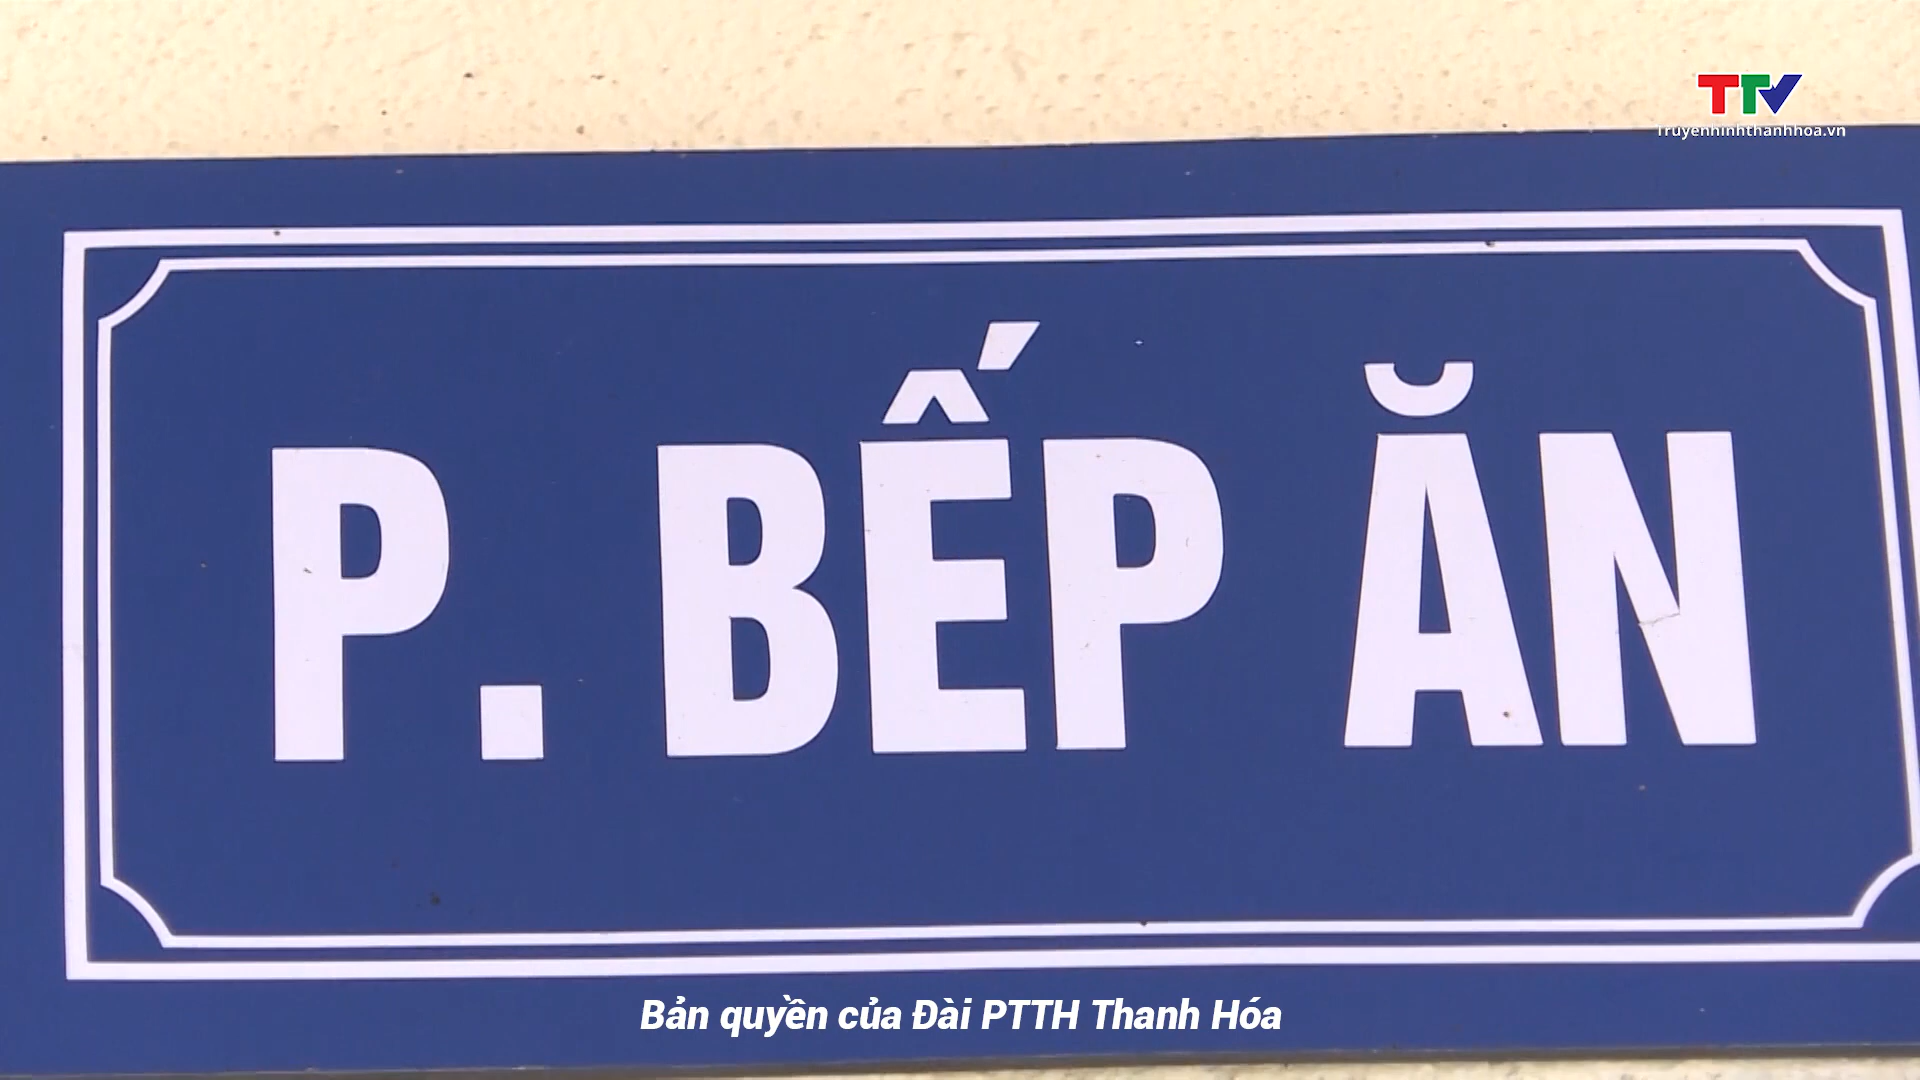 TTV
Truyenhinhthanhhoa.vn
P. BẾP ĂN
Bản quyền của Đài PTTH Thanh Hóa